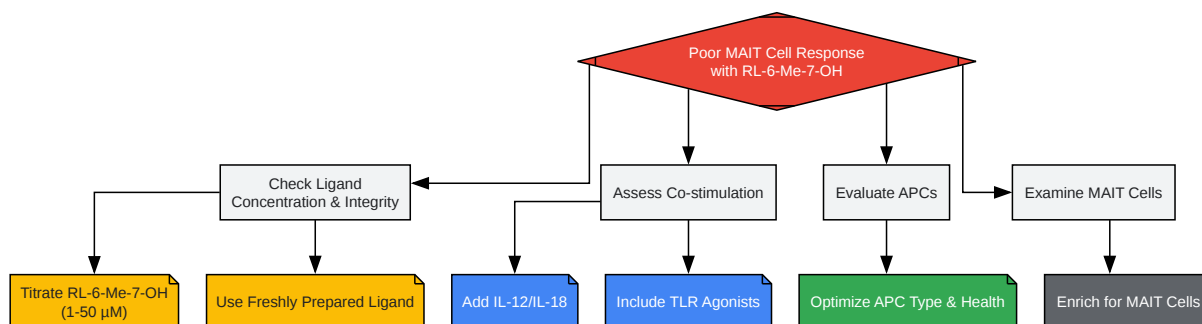 Poor MAIT Cell Response
with RL-6-Me-7-OH
Check Ligand
Concentration & Integrity
Assess Co-stimulation
Evaluate APCs
Examine MAIT Cells
Titrate RL-6-Me-7-OH
(1-50 µM)
Use Freshly Prepared Ligand
Add IL-12/IL-18
Include TLR Agonists
Optimize APC Type & Health
Enrich for MAIT Cells